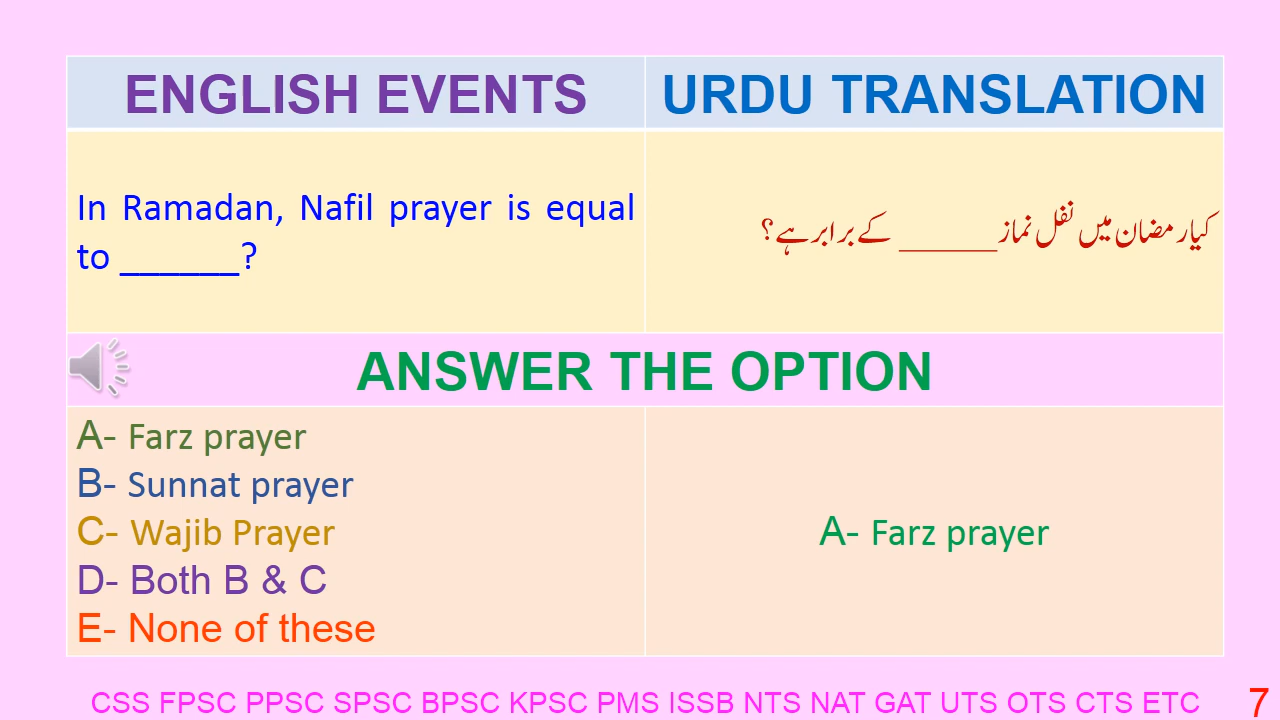 ENGLISH EVENTS
URDU TRANSLATION
In Ramadan, Nafil prayer is equal
to ______?
کیا رمضان میں نفل نماز______ کے برابر ہے؟
ANSWER THE OPTION
A- Farz prayer
B- Sunnat prayer
C- Wajib Prayer
D- Both B & C
E- None of these
A- Farz prayer
CSS FPSC PPSC SPSC BPSC KPSC PMS ISSB NTS NAT GAT UTS OTS CTS ETC
7